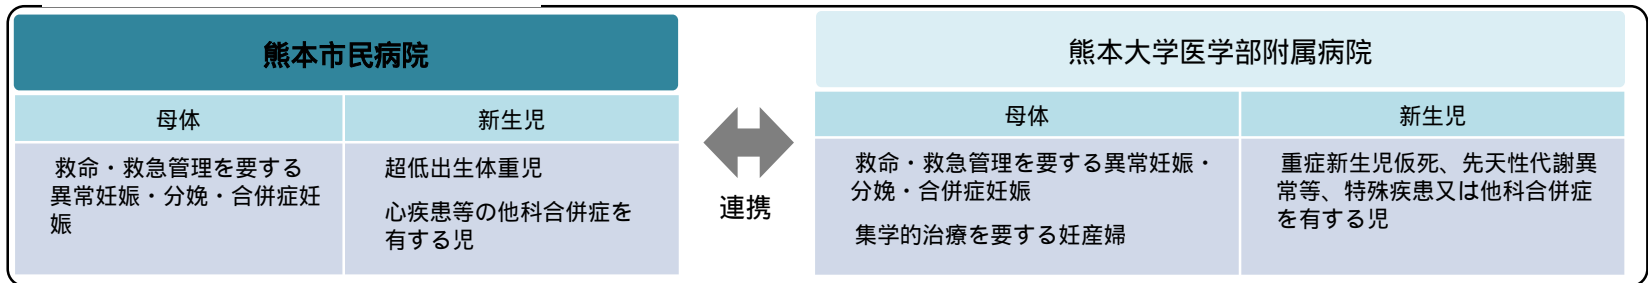 熊本市民病院
母体
新生児
救命・救急管理を要する
異常妊娠・分娩・合併症妊
娠
超低出生体重児
心疾患等の他科合併症を
有する児
連携
熊本大学医学部附属病院
母体
新生児
救命・救急管理を要する異常妊娠・
分娩・合併症妊娠
集学的治療を要する妊産婦
重症新生児仮死、先天性代謝異
常等、特殊疾患又は他科合併症
を有する児